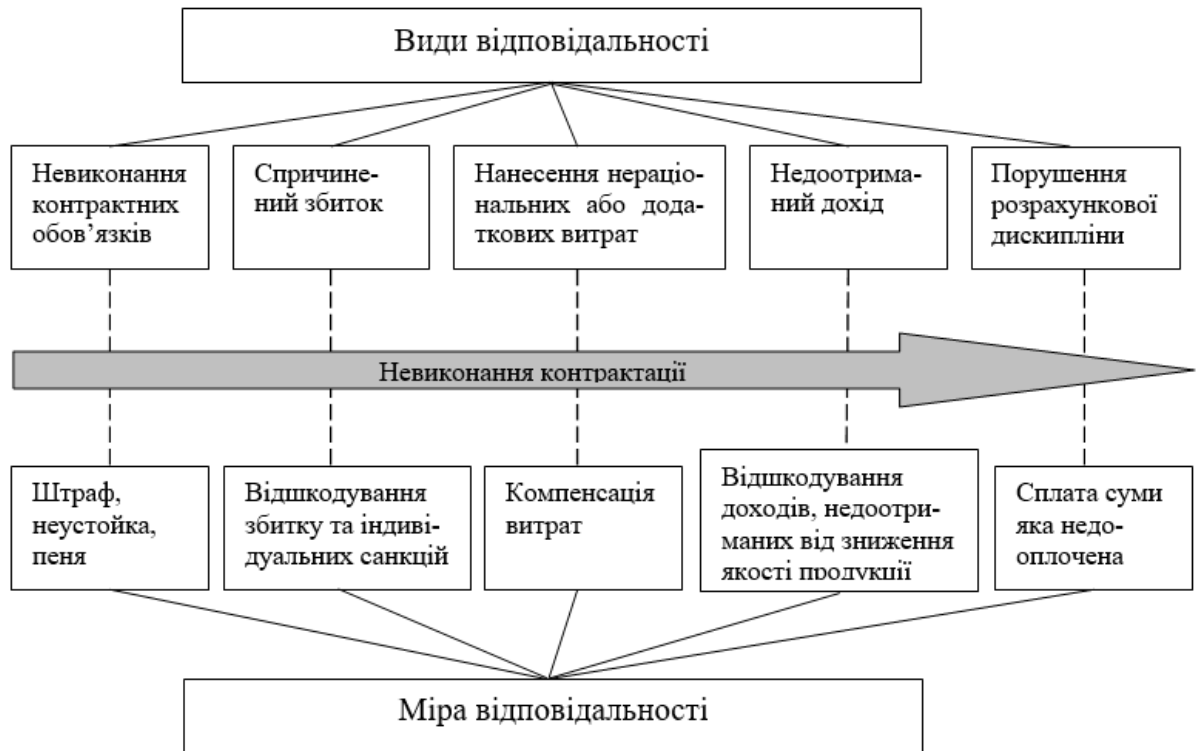 Види відповідальності
Невиконання
контрактних
обов’язків
Спричине-
ний збиток
Нанесення нераціо-
нальних або дода-
ткових витрат
Недоотрима-
ний дохід
Порушення
розрахункової
дисципліни
Невиконання контрактації
Штраф,
неустойка,
пеня
Відшкодування
збитку та індиві-
дуальних санкцій
Компенсація
витрат
Відшкодування
доходів, недоотри-
маних від зниження
якості продукції
Сплата суми
яка недо-
оплочена
Міра відповідальності